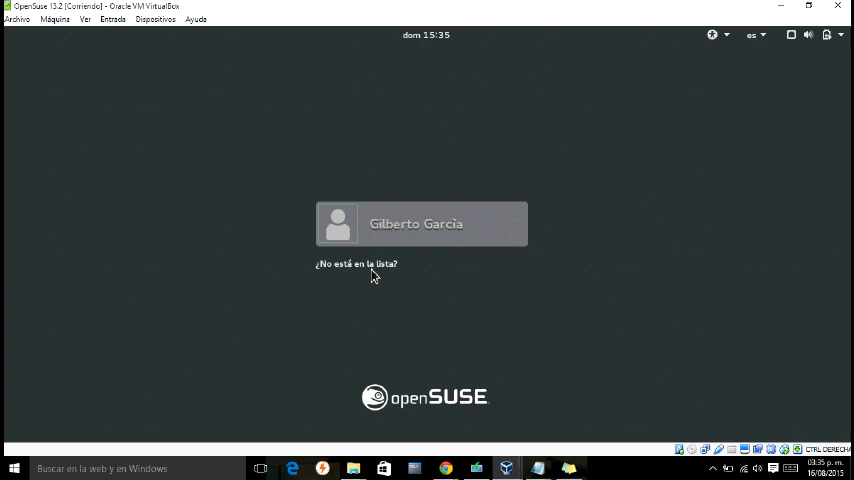 OpenSuse 13.2 [Corriendo] - Oracle VM VirtualBox
Archivo Máquina Ver Entrada Dispositivos Ayuda
dom 15:35
es
Gilberto Garcìa
¿No está en la lista?
openSUSE
CTRL DERECHA
Buscar en la web y en Windows
03:35 p. m.
16/08/2015